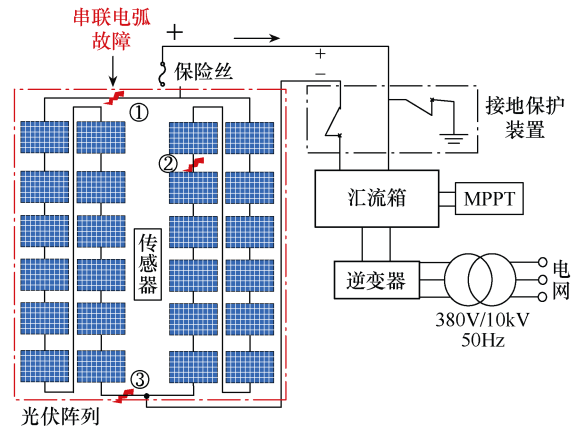 串联电弧
故障
+
保险丝
+
−
①
②
③
传感器
接地保护
装置
汇流箱
MPPT
逆变器
电网
380V/10kV
50Hz
光伏阵列